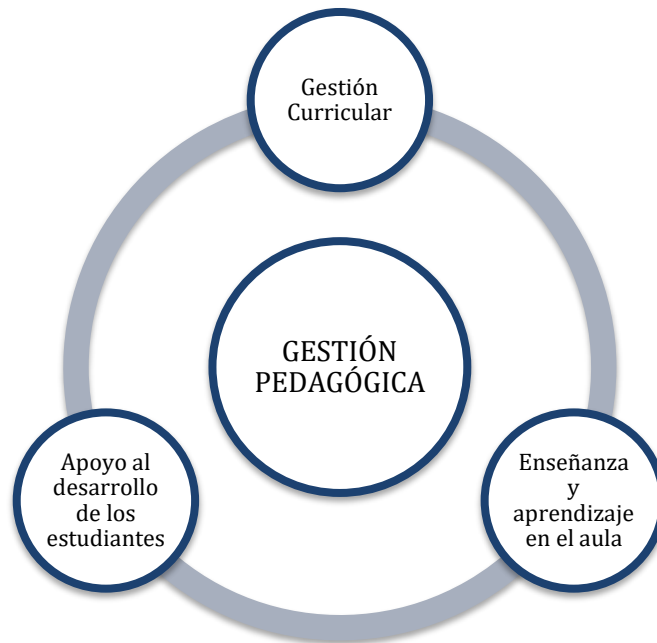 Gestión
Curricular
GESTIÓN
PEDAGÓGICA
Apoyo al
desarrollo
de los
estudiantes
Enseñanza
y
aprendizaje
en el aula